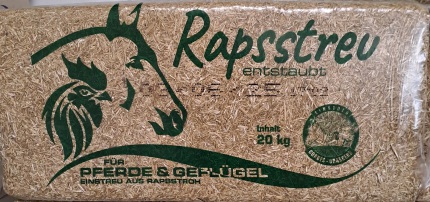 Rapsstreu
entstaubt
Inhalt
20 kg
FÜR
PFERDE & GEFLÜGEL
EINSTREU AUS RAPSSTROH